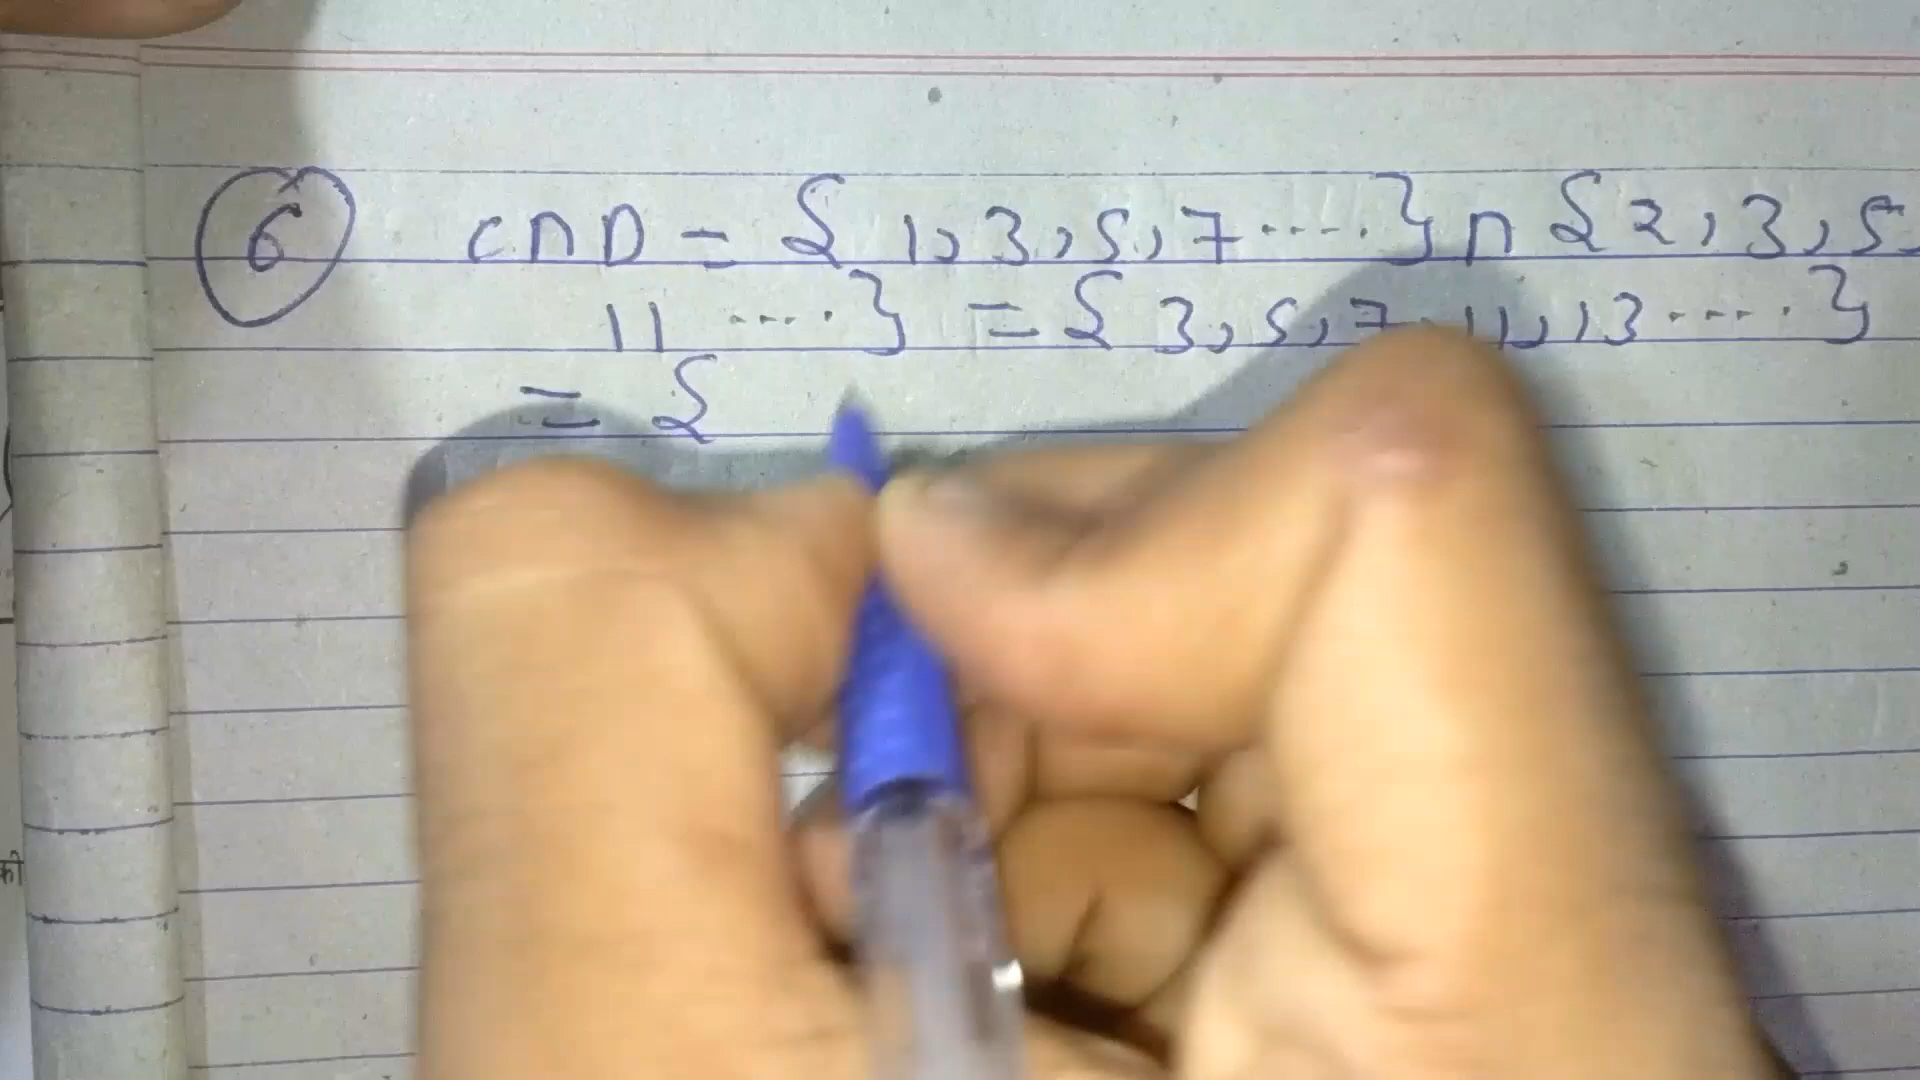 6 C∩D = { 1, 3, 5, 7 ····} ∩ { 2, 3, 5
11 ····} = { 3, 5, 7, 11, 13 ····}
= {
की